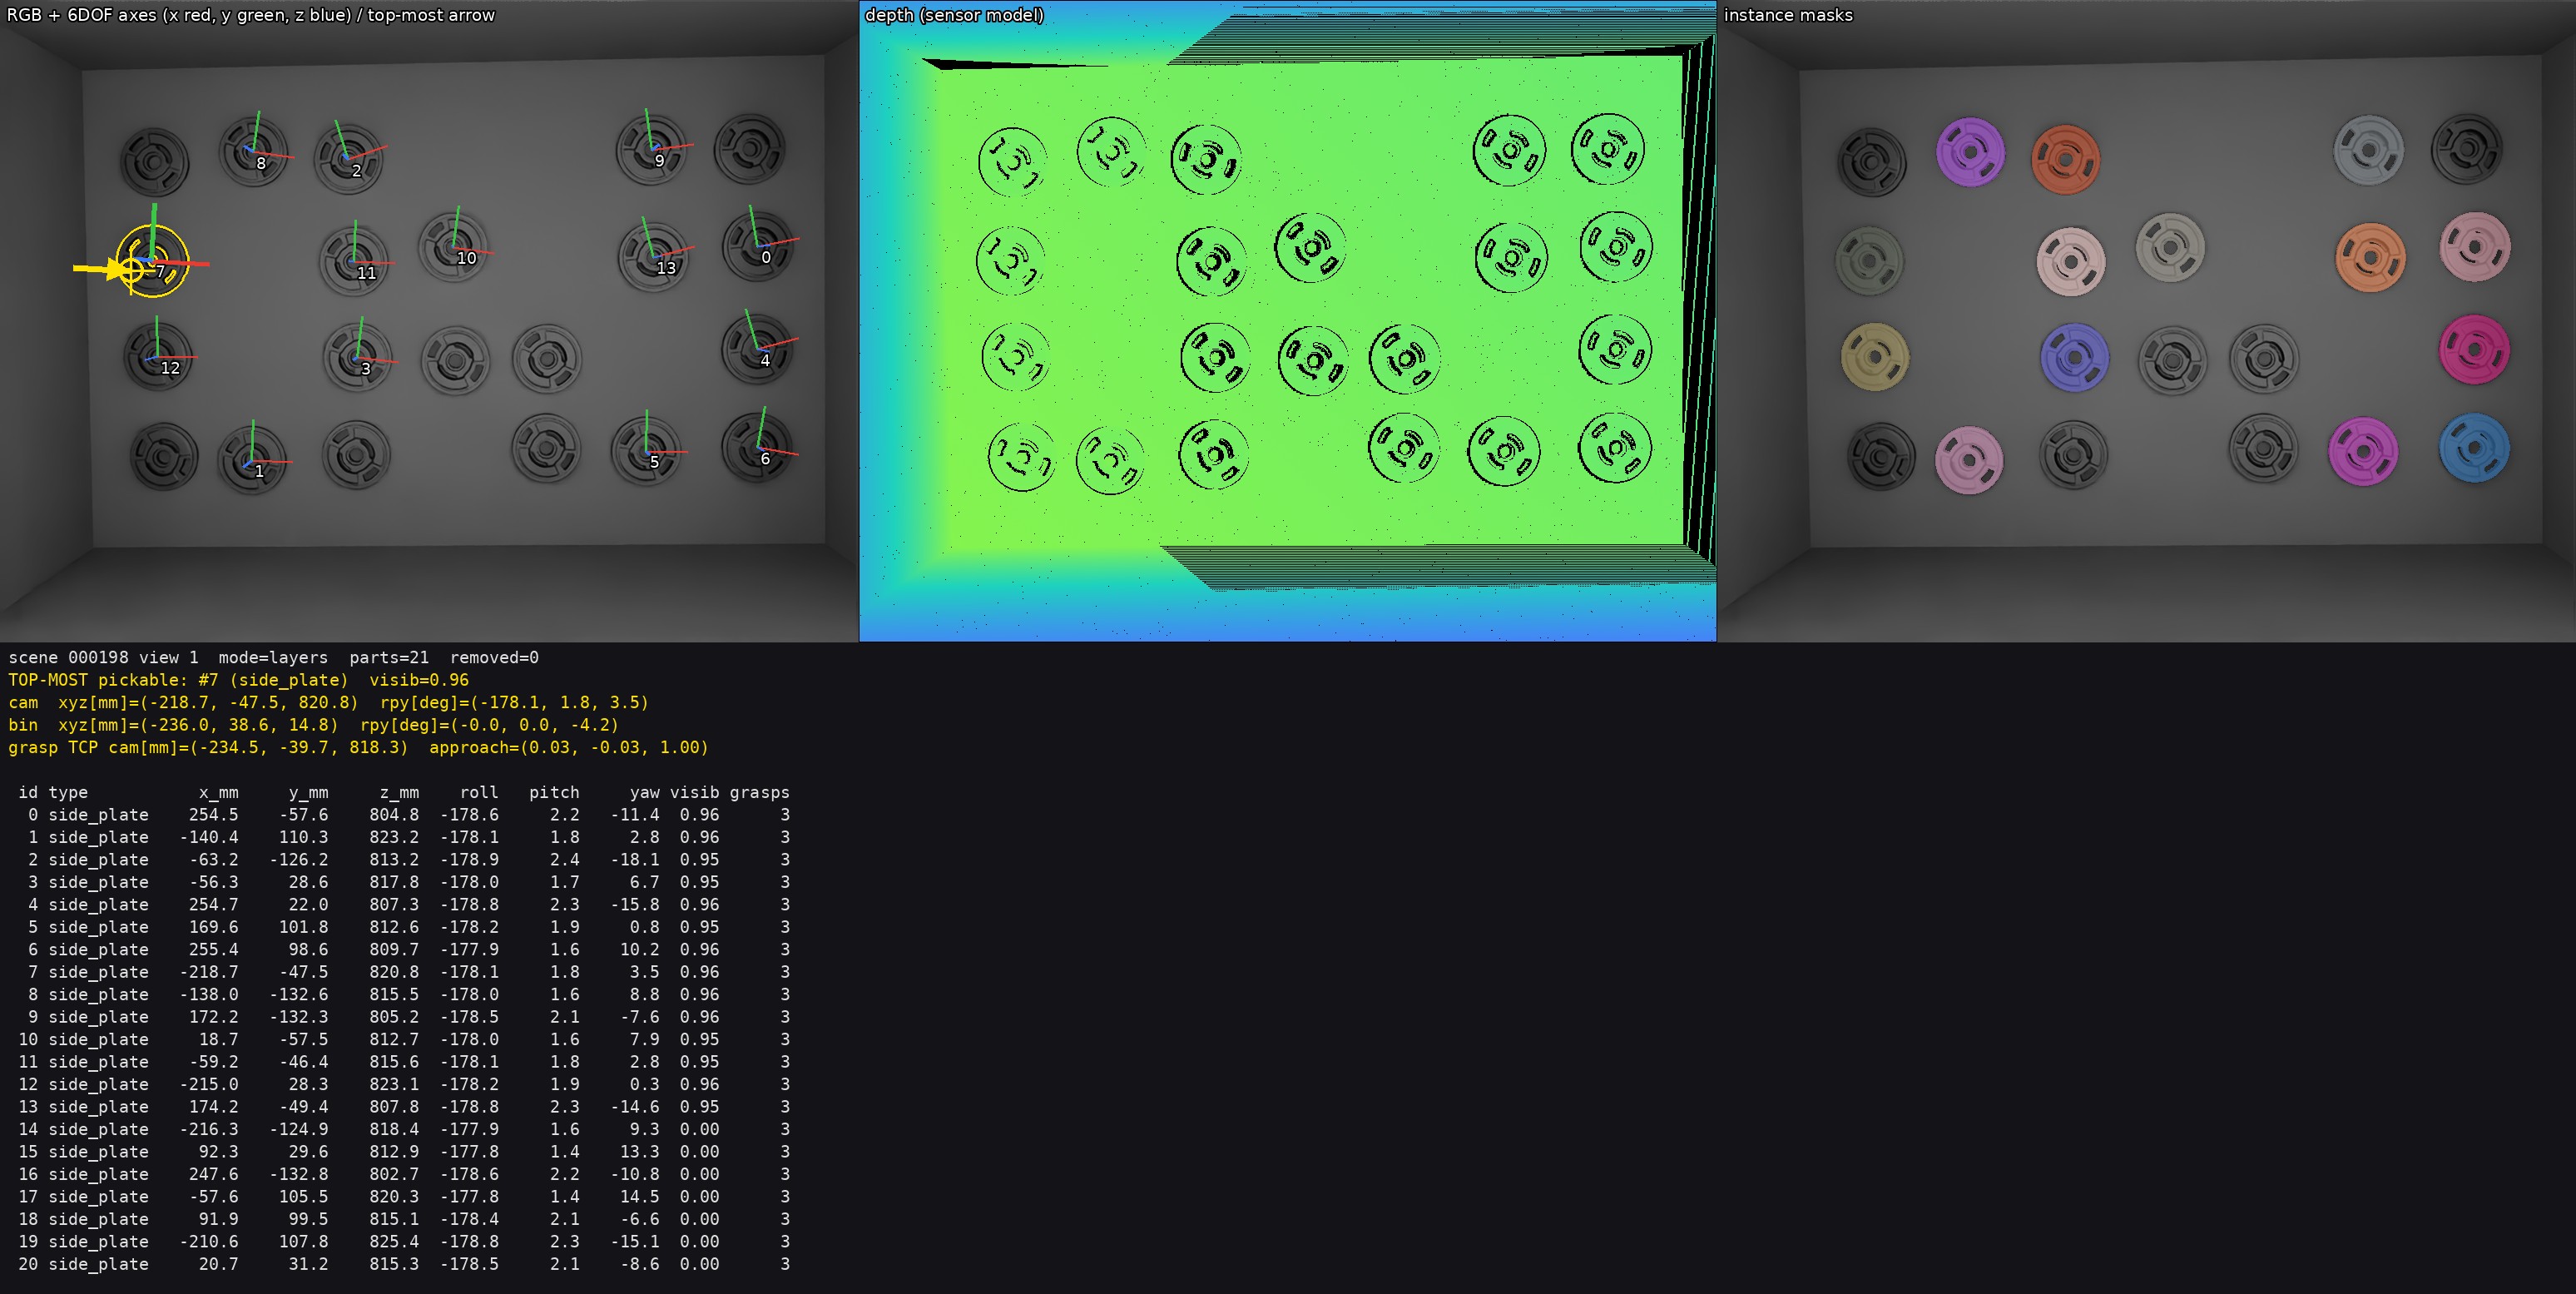 RGB + 6DOF axes (x red, y green, z blue) / top-most arrow
depth (sensor model)
instance masks
8
2
9
7
11
10
13
0
12
3
4
1
5
6
scene 000198 view 1  mode=layers  parts=21  removed=0
TOP-MOST pickable: #7 (side_plate)  visib=0.96
cam  xyz[mm]=(-218.7, -47.5, 820.8)  rpy[deg]=(-178.1, 1.8, 3.5)
bin  xyz[mm]=(-236.0, 38.6, 14.8)  rpy[deg]=(-0.0, 0.0, -4.2)
grasp TCP cam[mm]=(-234.5, -39.7, 818.3)  approach=(0.03, -0.03, 1.00)
id type x_mm y_mm z_mm roll pitch yaw visib grasps
0 side_plate 254.5 -57.6 804.8 -178.6 2.2 -11.4 0.96 3
1 side_plate -140.4 110.3 823.2 -178.1 1.8 2.8 0.96 3
2 side_plate -63.2 -126.2 813.2 -178.9 2.4 -18.1 0.95 3
3 side_plate -56.3 28.6 817.8 -178.0 1.7 6.7 0.95 3
4 side_plate 254.7 22.0 807.3 -178.8 2.3 -15.8 0.96 3
5 side_plate 169.6 101.8 812.6 -178.2 1.9 0.8 0.95 3
6 side_plate 255.4 98.6 809.7 -177.9 1.6 10.2 0.96 3
7 side_plate -218.7 -47.5 820.8 -178.1 1.8 3.5 0.96 3
8 side_plate -138.0 -132.6 815.5 -178.0 1.6 8.8 0.96 3
9 side_plate 172.2 -132.3 805.2 -178.5 2.1 -7.6 0.96 3
10 side_plate 18.7 -57.5 812.7 -178.0 1.6 7.9 0.95 3
11 side_plate -59.2 -46.4 815.6 -178.1 1.8 2.8 0.95 3
12 side_plate -215.0 28.3 823.1 -178.2 1.9 0.3 0.96 3
13 side_plate 174.2 -49.4 807.8 -178.8 2.3 -14.6 0.95 3
14 side_plate -216.3 -124.9 818.4 -177.9 1.6 9.3 0.00 3
15 side_plate 92.3 29.6 812.9 -177.8 1.4 13.3 0.00 3
16 side_plate 247.6 -132.8 802.7 -178.6 2.2 -10.8 0.00 3
17 side_plate -57.6 105.5 820.3 -177.8 1.4 14.5 0.00 3
18 side_plate 91.9 99.5 815.1 -178.4 2.1 -6.6 0.00 3
19 side_plate -210.6 107.8 825.4 -178.8 2.3 -15.1 0.00 3
20 side_plate 20.7 31.2 815.3 -178.5 2.1 -8.6 0.00 3